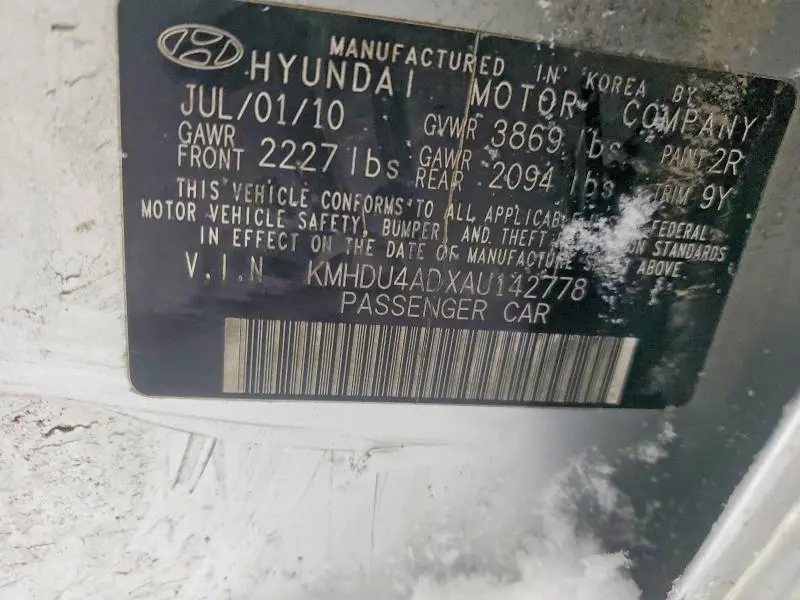 MANUFACTURED IN KOREA BY
HYUNDAI MOTOR COMPANY
JUL/01/10 GVWR 3869 lbs PAINT 2R
GAWR FRONT 2227 lbs GAWR REAR 2094 lbs TRIM 9Y
THIS VEHICLE CONFORMS TO ALL APPLICABLE FEDERAL
MOTOR VEHICLE SAFETY, BUMPER, AND THEFT STANDARDS
IN EFFECT ON THE DATE OF MANUFACTURE ABOVE.
V.I.N KMHDU4ADXAU142778
PASSENGER CAR